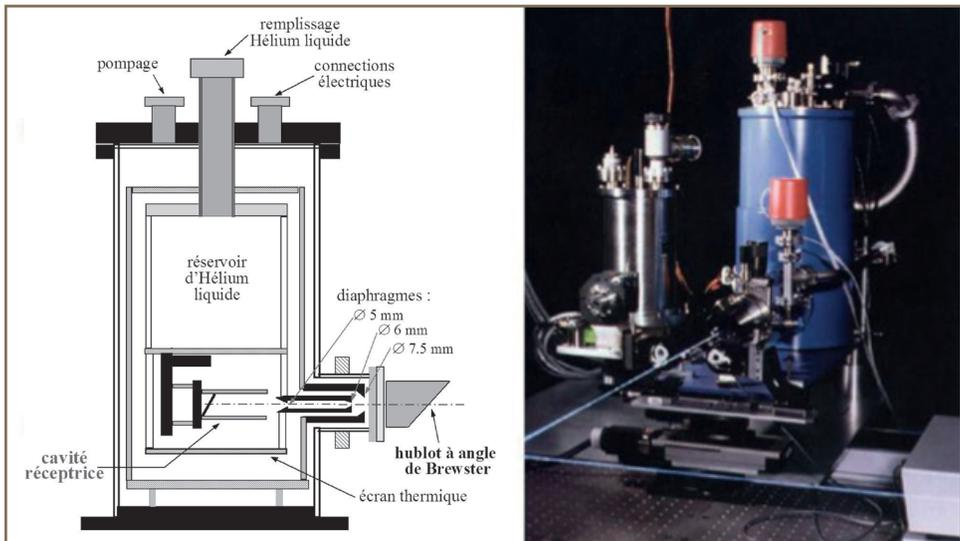 remplissage
Hélium liquide
pompage
connections
électriques
réservoir
d'Hélium
liquide
diaphragmes :
∅ 5 mm
∅ 6 mm
∅ 7.5 mm
cavité
réceptrice
hublot à angle
de Brewster
écran thermique